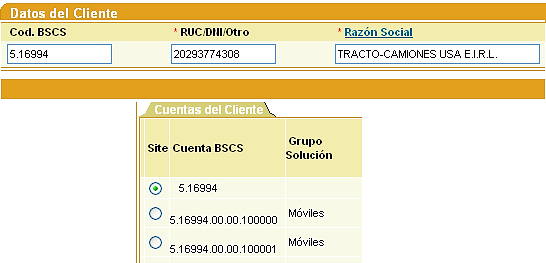 Datos del Cliente
Cod. BSCS * RUC/DNI/Otro * Razón Social
5.16994 20293774308 TRACTO-CAMIONES USA E.I.R.L.
Cuentas del Cliente
Site Cuenta BSCS Grupo Solución
5.16994
5.16994.00.00.100000 Móviles
5.16994.00.00.100001 Móviles